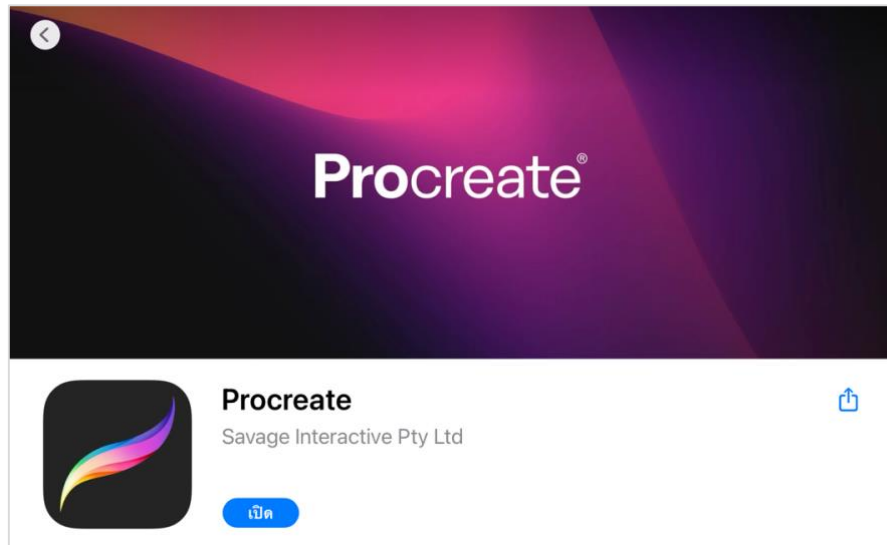 Procreate®
Procreate
Savage Interactive Pty Ltd
เปิด